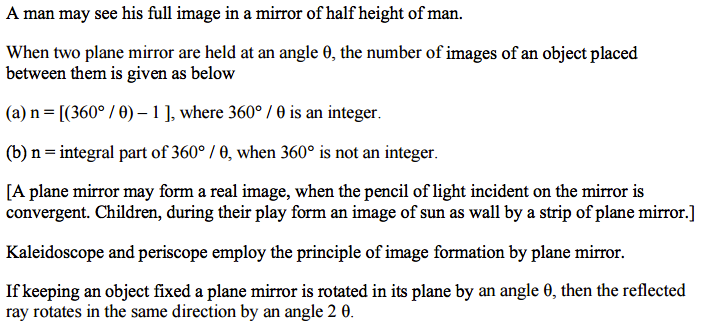 A man may see his full image in a mirror of half height of man.
When two plane mirror are held at an angle θ, the number of images of an object placed
between them is given as below
(a) n = [(360° / θ) – 1 ], where 360° / θ is an integer.
(b) n = integral part of 360° / θ, when 360° is not an integer.
[A plane mirror may form a real image, when the pencil of light incident on the mirror is
convergent. Children, during their play form an image of sun as wall by a strip of plane mirror.]
Kaleidoscope and periscope employ the principle of image formation by plane mirror.
If keeping an object fixed a plane mirror is rotated in its plane by an angle θ, then the reflected
ray rotates in the same direction by an angle 2 θ.